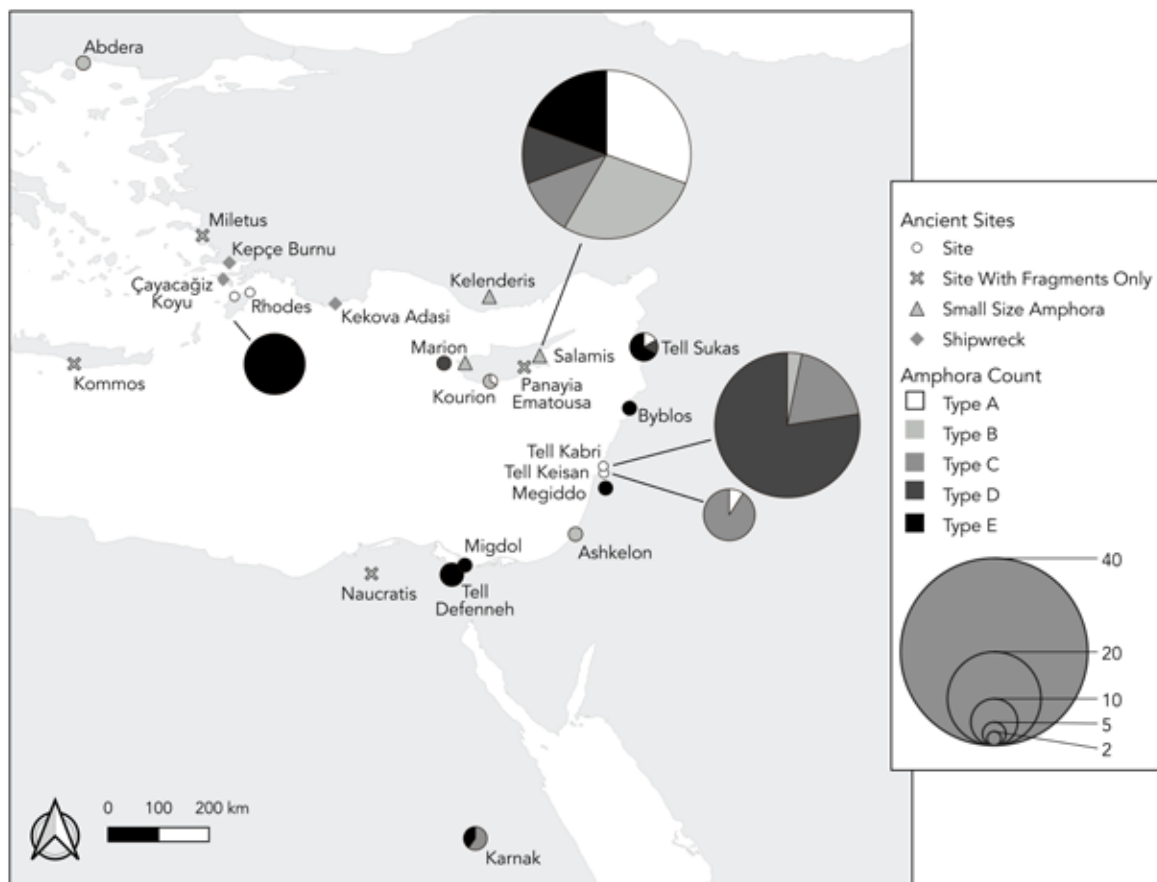 Abdera
Miletus
Kepçe Burnu
Çayacağiz
Koyu
Rhodes
Kekova Adasi
Kommos
Kelenderis
Marion
Salamis
Kourion
Panayia
Ematousa
Tell Sukas
Byblos
Tell Kabri
Tell Keisan
Megiddo
Ashkelon
Migdol
Naucratis
Tell
Defenneh
Karnak
0 100 200 km
Ancient Sites
Site
Site With Fragments Only
Small Size Amphora
Shipwreck
Amphora Count
Type A
Type B
Type C
Type D
Type E
40
20
10
5
2